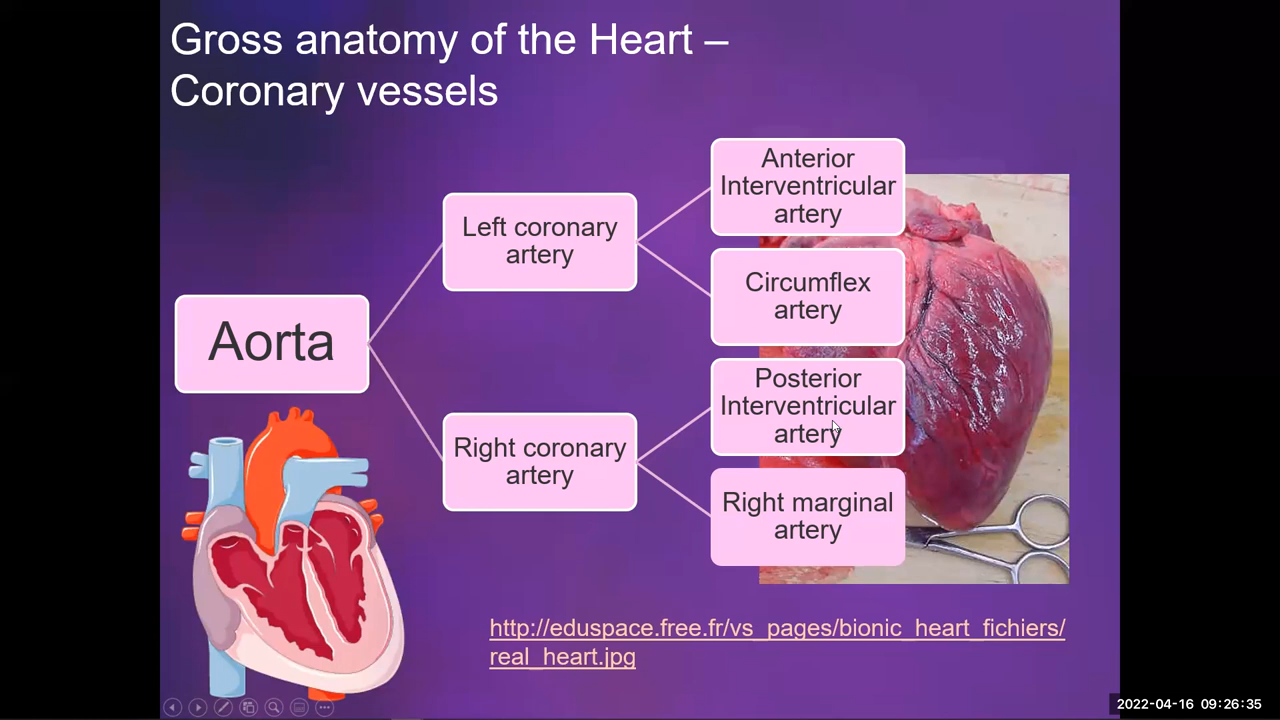 Gross anatomy of the Heart –
Coronary vessels
Aorta
Left coronary
artery
Right coronary
artery
Anterior
Interventricular
artery
Circumflex
artery
Posterior
Interventricular
artery
Right marginal
artery
http://eduspace.free.fr/vs_pages/bionic_heart_fichiers/
real_heart.jpg
2022-04-16 09:26:35